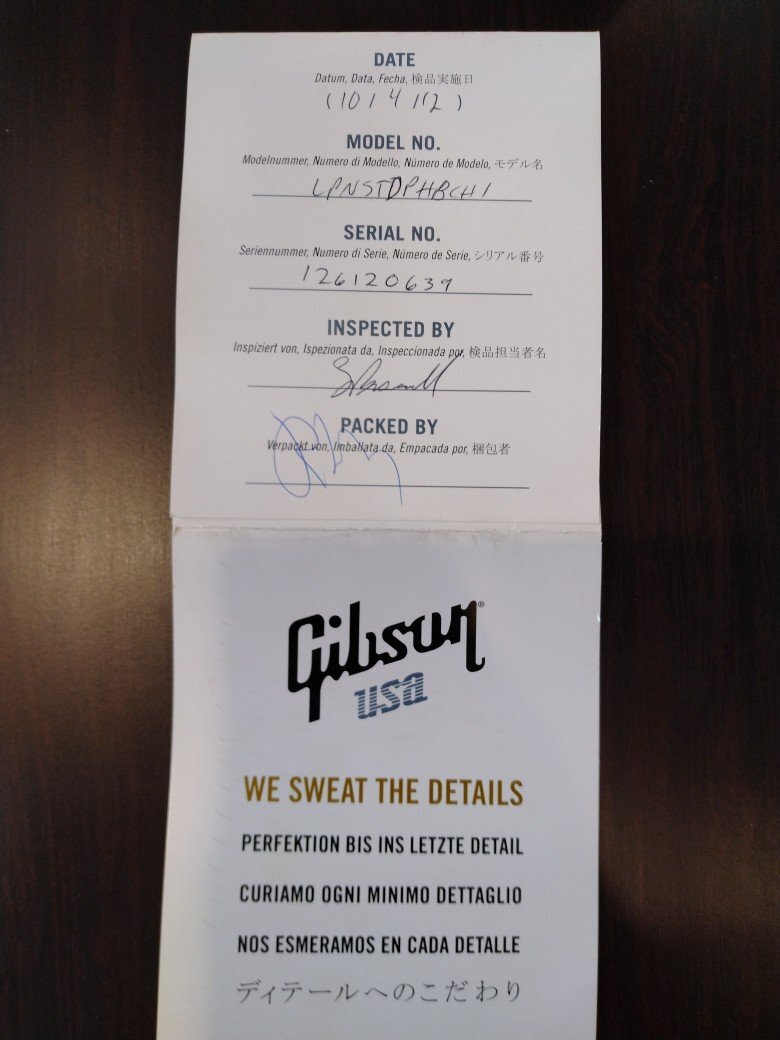 DATE
Datum, Data, Fecha, 検品実施日
(10/4/12)
MODEL NO.
Modelnummer, Numero di Modello, Número de Modelo, モデル名
LPNSTDPHBCH1
SERIAL NO.
Seriennummer, Numero di Serie, Número de Serie, シリアル番号
126120639
INSPECTED BY
Inspiziert von, Ispezionata da, Inspeccionada por, 検品担当者名
PACKED BY
Verpackt von, Imballata da, Empacada por, 梱包者
Gibson®
USA
WE SWEAT THE DETAILS
PERFEKTION BIS INS LETZTE DETAIL
CURIAMO OGNI MINIMO DETTAGLIO
NOS ESMERAMOS EN CADA DETALLE
ディテールへのこだわり